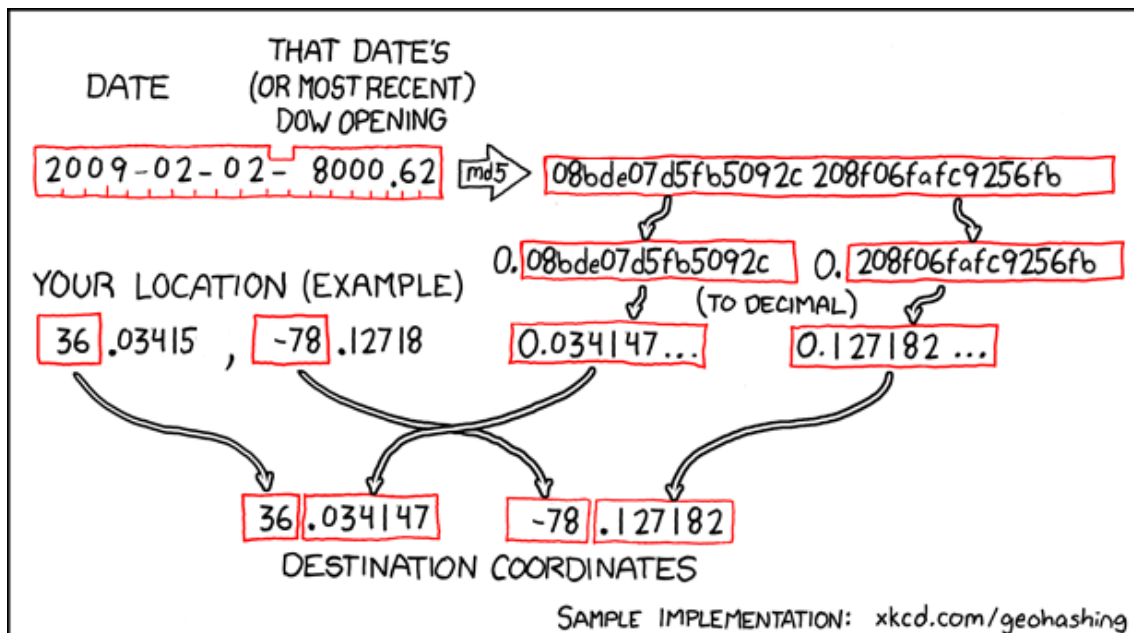 DATE
THAT DATE'S
(OR MOST RECENT)
DOW OPENING
2009-02-02- 8000.62
md5
08bde07d5fb5092c 208f06fafc9256fb
0.08bde07d5fb5092c
0.208f06fafc9256fb
(TO DECIMAL)
YOUR LOCATION (EXAMPLE)
36.03415, -78.12718
0.034147...
0.127182...
36.034147
-78.127182
DESTINATION COORDINATES
SAMPLE IMPLEMENTATION: xkcd.com/geohashing